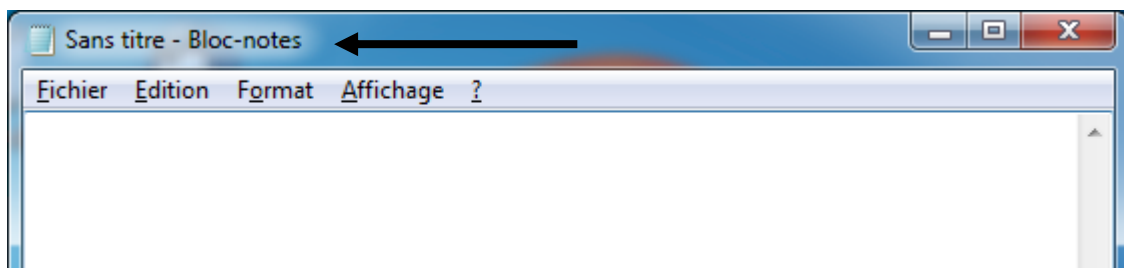 Sans titre - Bloc-notes
Fichier Edition Format Affichage ?